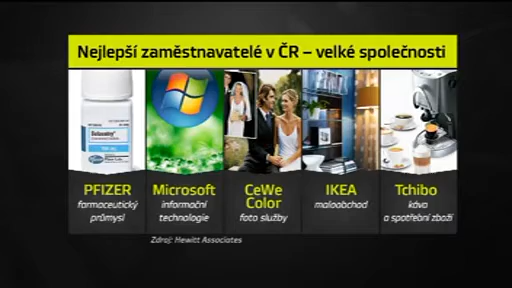 Nejlepší zaměstnavatelé v ČR – velké společnosti
PFIZER
farmaceutický
průmysl
Microsoft
informační
technologie
CeWe
Color
foto služby
IKEA
maloobchod
Tchibo
káva
a spotřební zboží
Zdroj: Hewitt Associates